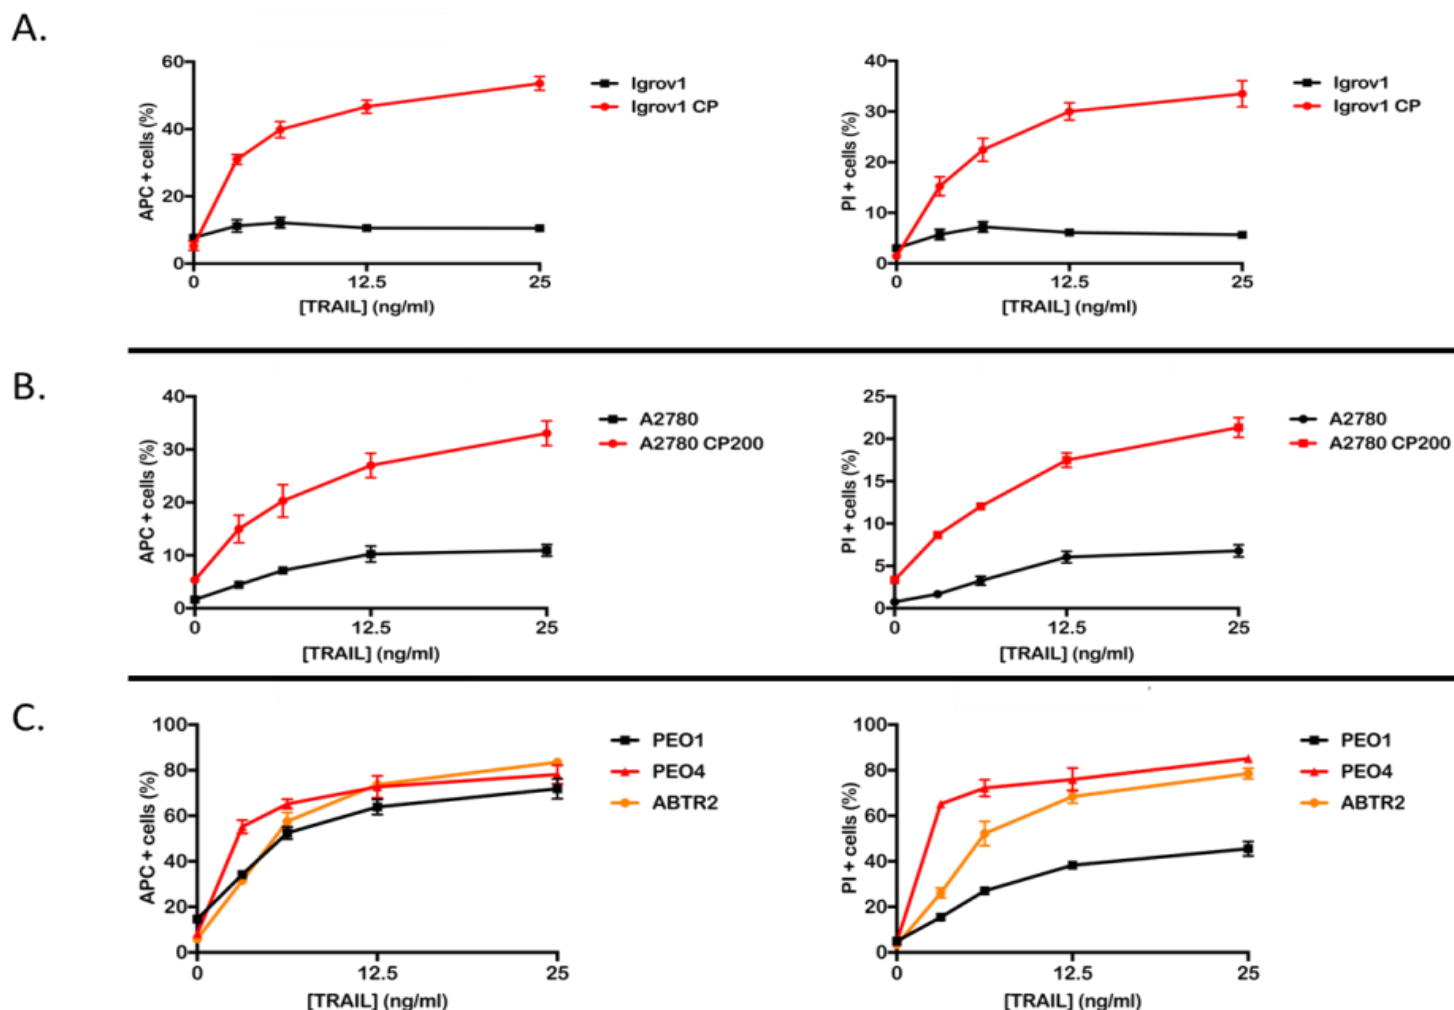 A.
60
40
20
0
APC + cells (%)
0 12.5 25
[TRAIL] (ng/ml)
Igrov1
Igrov1 CP
40
30
20
10
0
PI + cells (%)
0 12.5 25
[TRAIL] (ng/ml)
Igrov1
Igrov1 CP
B.
40
30
20
10
0
APC + cells (%)
0 12.5 25
[TRAIL] (ng/ml)
A2780
A2780 CP200
25
20
15
10
5
0
PI + cells (%)
0 12.5 25
[TRAIL] (ng/ml)
A2780
A2780 CP200
C.
100
80
60
40
20
0
APC + cells (%)
0 12.5 25
[TRAIL] (ng/ml)
PEO1
PEO4
ABTR2
100
80
60
40
20
0
PI + cells (%)
0 12.5 25
[TRAIL] (ng/ml)
PEO1
PEO4
ABTR2